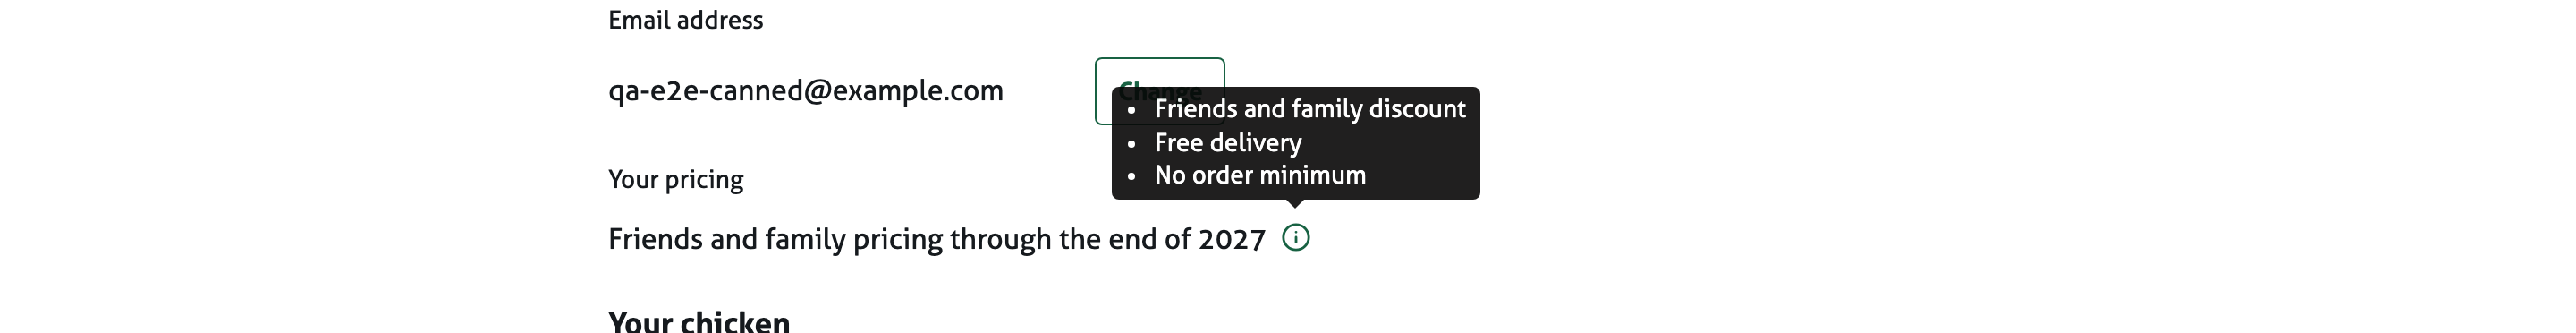 Email address
qa-e2e-canned@example.com
Change
• Friends and family discount
• Free delivery
• No order minimum
Your pricing
Friends and family pricing through the end of 2027
Your chicken